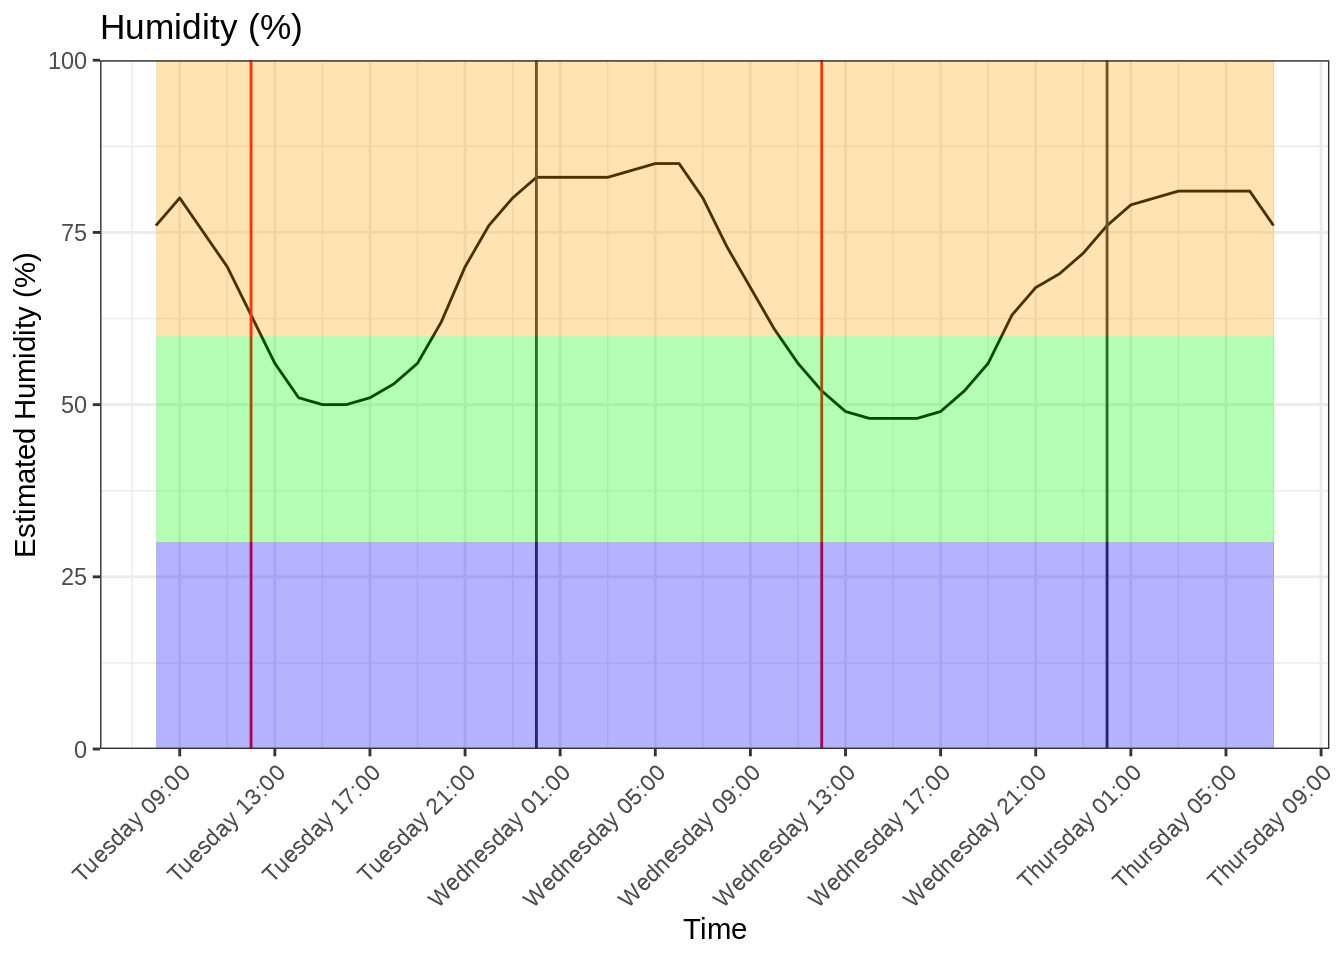 Humidity (%)
100
75
50
25
0
Estimated Humidity (%)
Tuesday 09:00
Tuesday 13:00
Tuesday 17:00
Tuesday 21:00
Wednesday 01:00
Wednesday 05:00
Wednesday 09:00
Wednesday 13:00
Wednesday 17:00
Wednesday 21:00
Thursday 01:00
Thursday 05:00
Thursday 09:00
Time